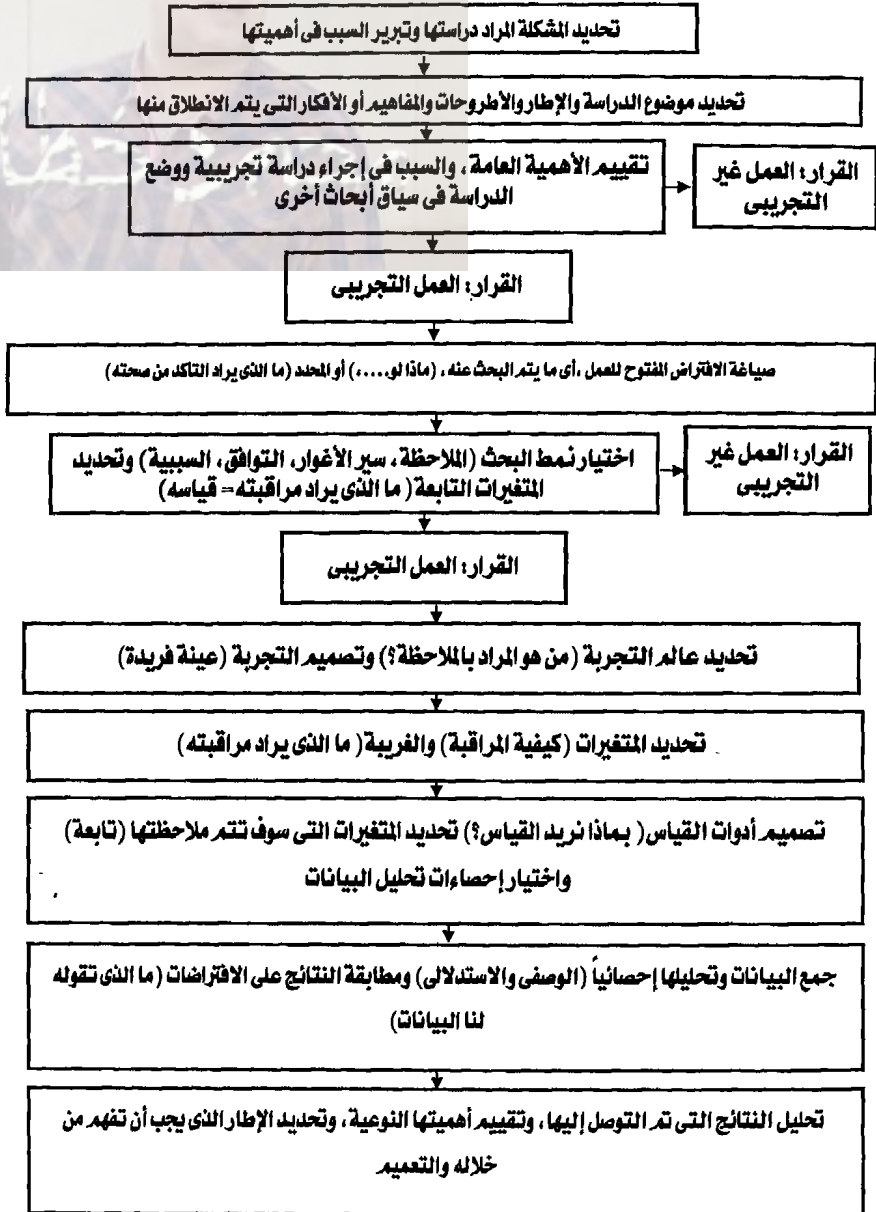 تحديد المشكلة المراد دراستها وتبرير السبب فى أهميتها
تحديد موضوع الدراسة والإطار والأطروحات والمفاهيم أو الأفكار التى يتم الانطلاق منها
تقييم الأهمية العامة، والسبب فى إجراء دراسة تجريبية ووضع
الدراسة فى سياق أبحاث أخرى
القرار: العمل غير
التجريبى
القرار: العمل التجريبى
صياغة الافتراض المفتوح للعمل ،أى ما يتم البحث عنه ، (ماذا لو.....) أو المحدد (ما الذى يراد التاكد من صحته)
اختيار نمط البحث (الملاحظة، سير الأغوار، التوافق، السببية) وتحديد
المتغيرات التابعة( ما الذى يراد مراقبته= قياسه)
القرار: العمل غير
التجريبى
القرار: العمل التجريبى
تحديد عالم التجربة (من هو المراد بالملاحظة؟) وتصميم التجربة (عينة فريدة)
تحديد المتغيرات (كيفية المراقبة) والغريبة( ما الذى يراد مراقبته)
تصميم أدوات القياس( بماذا نريد القياس؟) تحديد المتغيرات التى سوف تتم ملاحظتها (تابعة)
واختيار إحصاءات تحليل البيانات
جمع البيانات وتحليلها إحصائياً (الوصفى والاستدلالى) ومطابقة النتائج على الافتراضات (ما الذى تقوله
لنا البيانات)
تحليل النتائج التى تم التوصل إليها، وتقييم أهميتها النوعية، وتحديد الإطار الذى يجب أن تفهم من
خلاله والتعميم